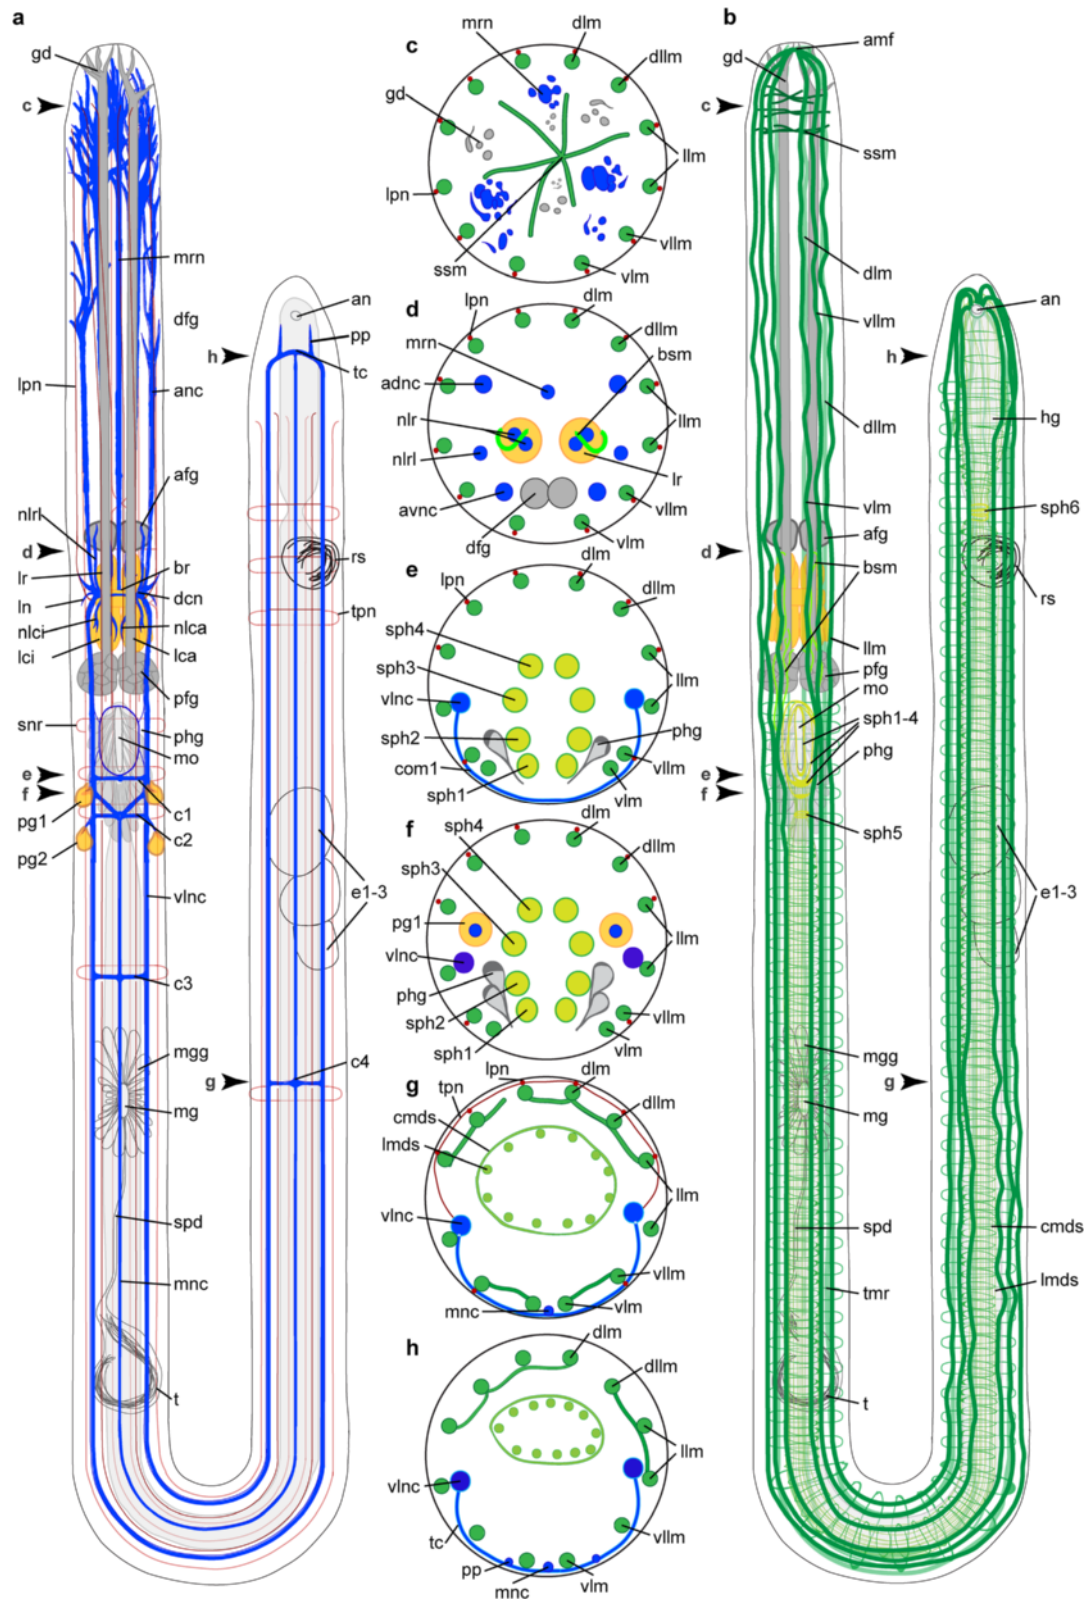 a
gd
c
mrn
dfg
lpn
anc
afg
nlrl
d
lr
br
ln
dcn
nlci
nlca
lci
lca
pfg
snr
phg
mo
e
f
c1
pg1
c2
pg2
vlnc
c3
mgg
mg
spd
mnc
t
an
pp
h
tc
rs
tpn
e1-3
c4
g
c
mrn
dlm
dllm
gd
llm
lpn
vllm
ssm
vlm
d
lpn
dlm
dllm
mrn
bsm
adnc
llm
nlr
nlrl
lr
avnc
vllm
dfg
vlm
e
dlm
lpn
dllm
sph4
sph3
llm
vlnc
sph2
phg
com1
vllm
sph1
vlm
f
sph4
dlm
sph3
dllm
pg1
llm
vlnc
phg
sph2
vllm
sph1
vlm
g
lpn
dlm
tpn
dllm
cmds
lmds
llm
vlnc
vllm
mnc
vlm
h
dlm
dllm
llm
vlnc
tc
vllm
pp
mnc
vlm
b
amf
gd
c
ssm
dlm
vllm
dllm
vlm
afg
d
bsm
llm
pfg
mo
sph1-4
phg
e
f
sph5
mgg
mg
spd
tmr
t
an
h
hg
sph6
rs
e1-3
g
cmds
lmds